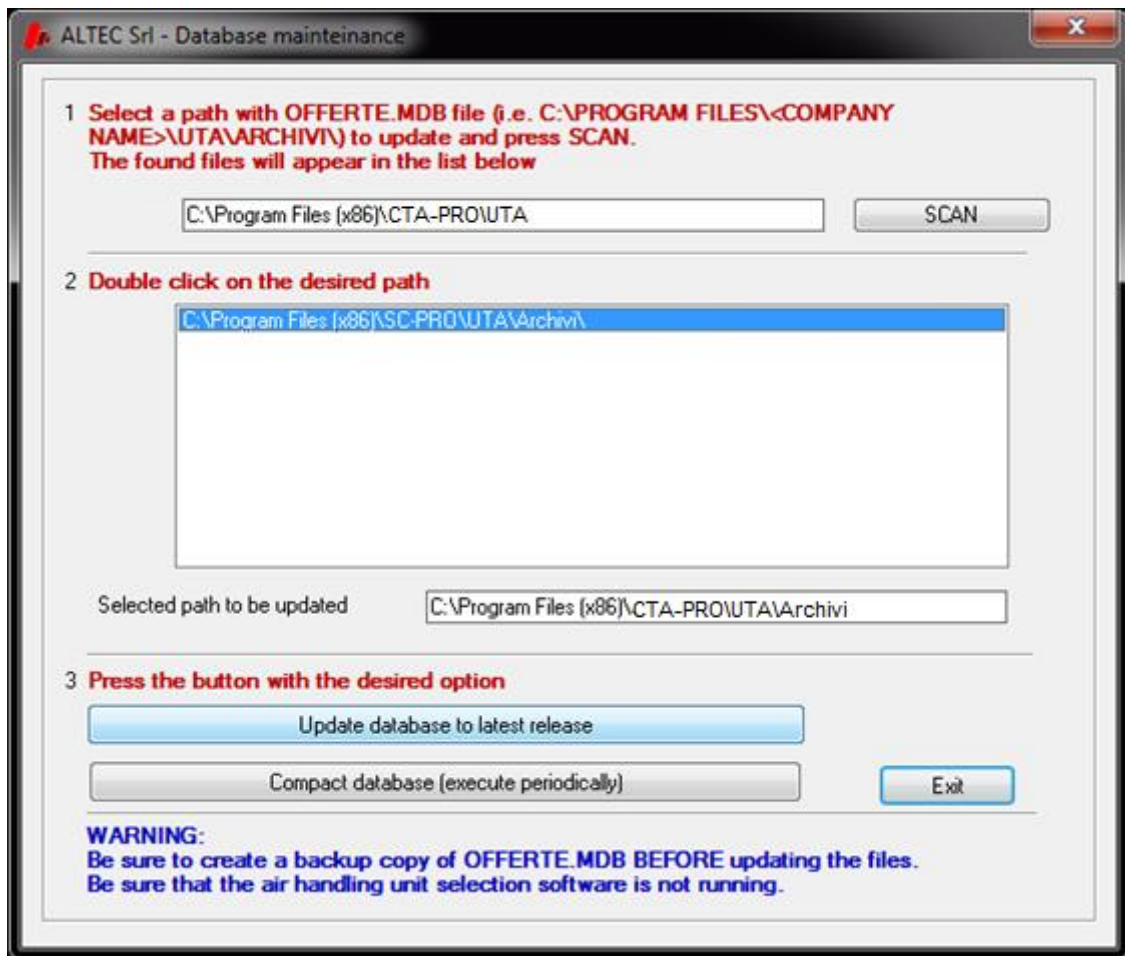 ALTEC Srl - Database mainteinance
1 Select a path with OFFERTE.MDB file (i.e. C:\PROGRAM FILES\<COMPANY
NAME>\UTA\ARCHIVI\) to update and press SCAN.
The found files will appear in the list below
C:\Program Files (x86)\CTA-PRO\UTA SCAN
2 Double click on the desired path
C:\Program Files (x86)\SC-PRO\UTA\Archivi\
Selected path to be updated C:\Program Files (x86)\CTA-PRO\UTA\Archivi
3 Press the button with the desired option
Update database to latest release
Compact database (execute periodically) Exit
WARNING:
Be sure to create a backup copy of OFFERTE.MDB BEFORE updating the files.
Be sure that the air handling unit selection software is not running.